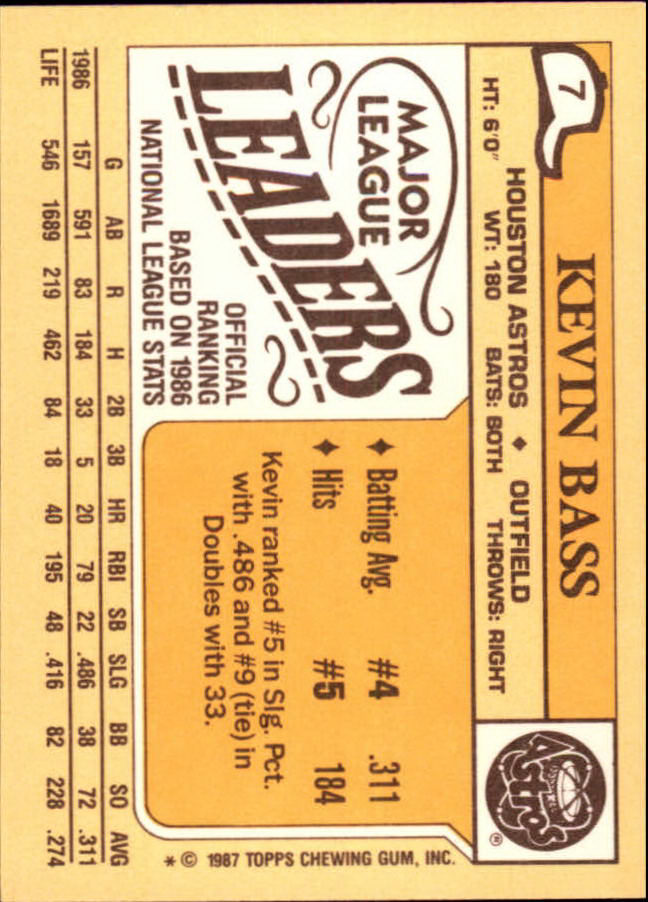 7
KEVIN BASS
HOUSTON ASTROS ♦ OUTFIELD
HT: 6'0" WT: 180 BATS: BOTH THROWS: RIGHT
Astros
®
MAJOR
LEAGUE
LEADERS
OFFICIAL
RANKING
BASED ON 1986
NATIONAL LEAGUE STATS
♦ Batting Avg. #4 .311
♦ Hits #5 184
Kevin ranked #5 in Slg. Pct.
with .486 and #9 (tie) in
Doubles with 33.
* © 1987 TOPPS CHEWING GUM, INC.
G AB R H 2B 3B HR RBI SB SLG BB SO AVG
1986 157 591 83 184 33 5 20 79 22 .486 38 72 .311
LIFE 546 1689 219 462 84 18 40 195 48 .416 82 228 .274